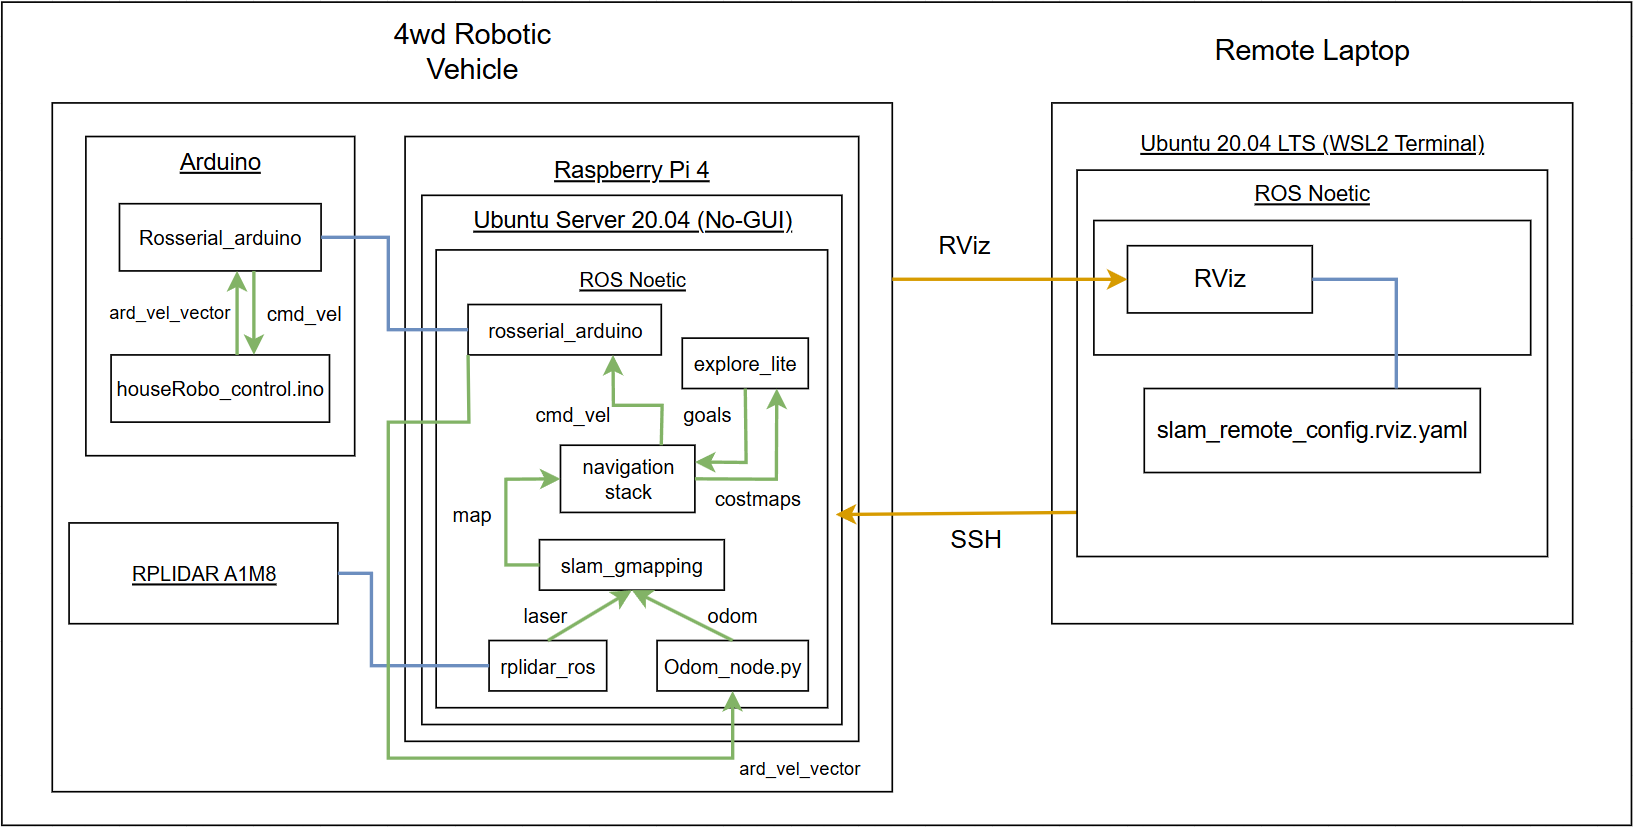 4wd Robotic
Vehicle
Remote Laptop
Arduino
Rosserial_arduino
ard_vel_vector
cmd_vel
houseRobo_control.ino
RPLIDAR A1M8
Raspberry Pi 4
Ubuntu Server 20.04 (No-GUI)
ROS Noetic
rosserial_arduino
explore_lite
cmd_vel
goals
navigation
stack
costmaps
map
slam_gmapping
laser
odom
rplidar_ros
Odom_node.py
ard_vel_vector
RViz
SSH
Ubuntu 20.04 LTS (WSL2 Terminal)
ROS Noetic
RViz
slam_remote_config.rviz.yaml